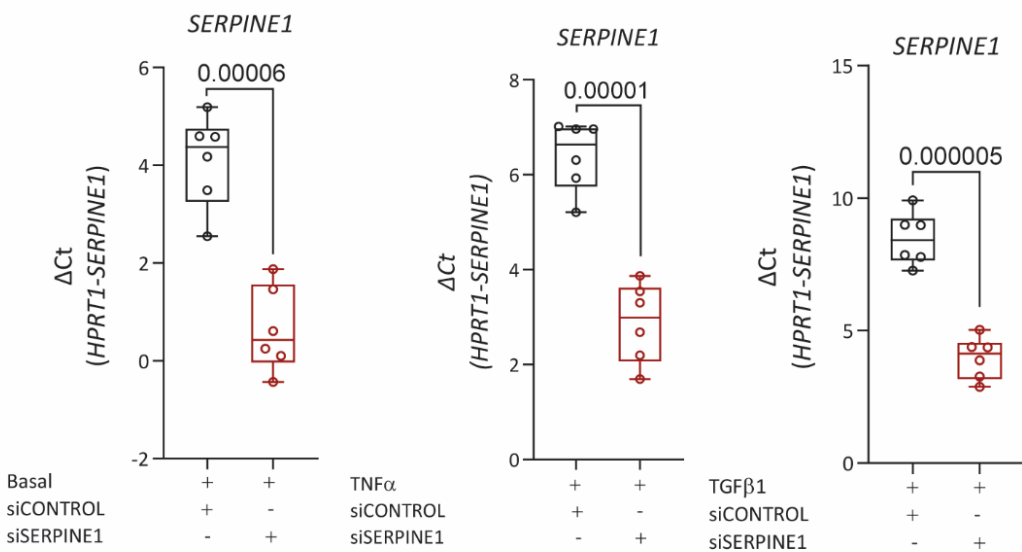 SERPINE1
6
4
2
0
-2
0.00006
ΔCt
(HPRT1-SERPINE1)
Basal + +
siCONTROL + -
siSERPINE1 - +
SERPINE1
8
6
4
2
0
0.00001
ΔCt
(HPRT1-SERPINE1)
TNFα + +
siCONTROL + -
siSERPINE1 - +
SERPINE1
15
10
5
0
0.000005
ΔCt
(HPRT1-SERPINE1)
TGFβ1 + +
siCONTROL + -
siSERPINE1 - +